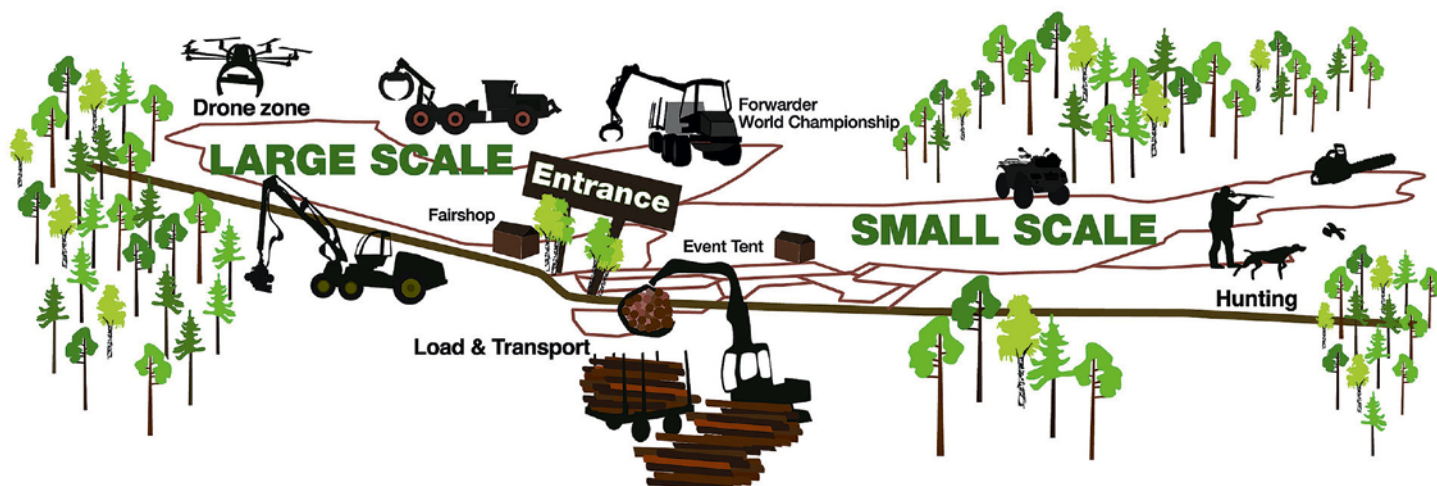 Drone zone
LARGE SCALE
Forwarder
World Championship
Entrance
Fairshop
Event Tent
SMALL SCALE
Hunting
Load & Transport